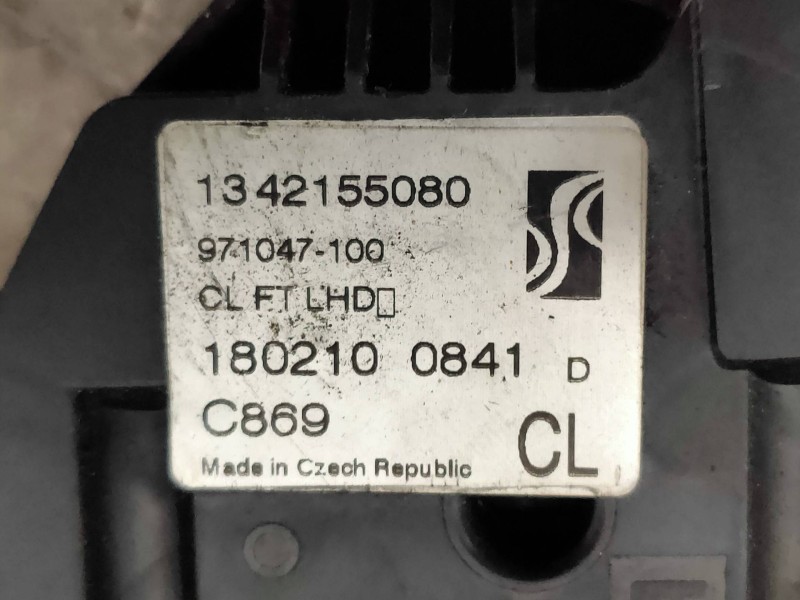 1342155080
971047-100
CL FT LHD▯
180210 0841 D
C869
CL
Made in Czech Republic